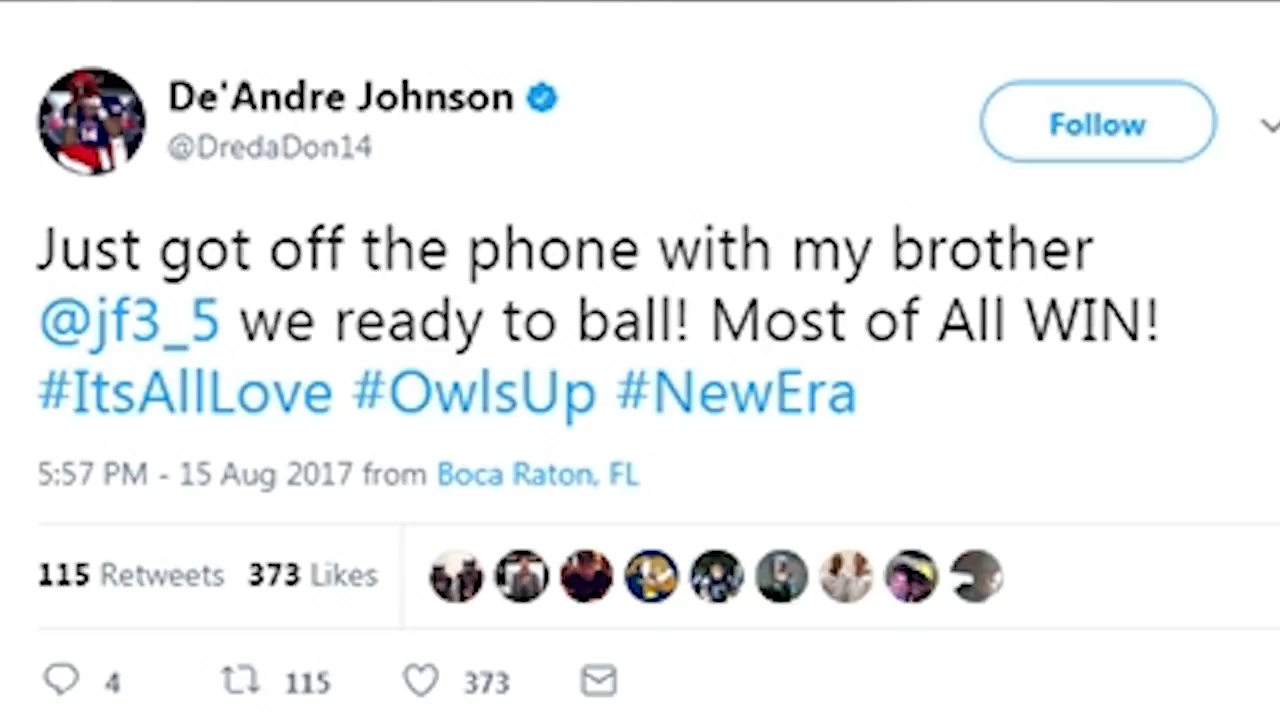 De'Andre Johnson
@DredaDon14
Follow
Just got off the phone with my brother
@jf3_5 we ready to ball! Most of All WIN!
#ItsAllLove #OwlsUp #NewEra
5:57 PM - 15 Aug 2017 from Boca Raton, FL
115 Retweets 373 Likes
4 115 373